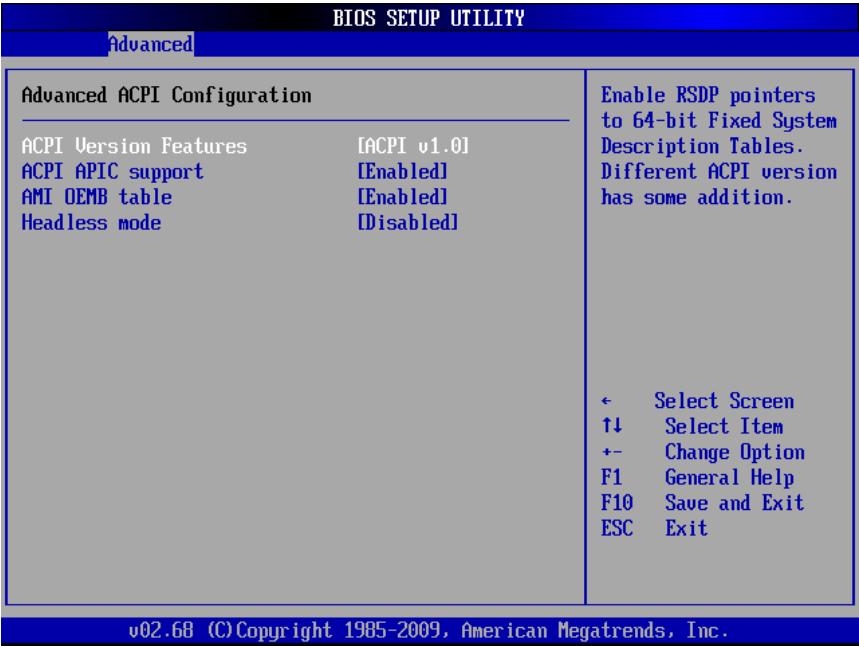 BIOS SETUP UTILITY
Advanced
Advanced ACPI Configuration
ACPI Version Features [ACPI v1.0]
ACPI APIC support [Enabled]
AMI OEMB table [Enabled]
Headless mode [Disabled]
Enable RSDP pointers
to 64-bit Fixed System
Description Tables.
Different ACPI version
has some addition.
← Select Screen
↑↓ Select Item
+- Change Option
F1 General Help
F10 Save and Exit
ESC Exit
v02.68 (C)Copyright 1985-2009, American Megatrends, Inc.